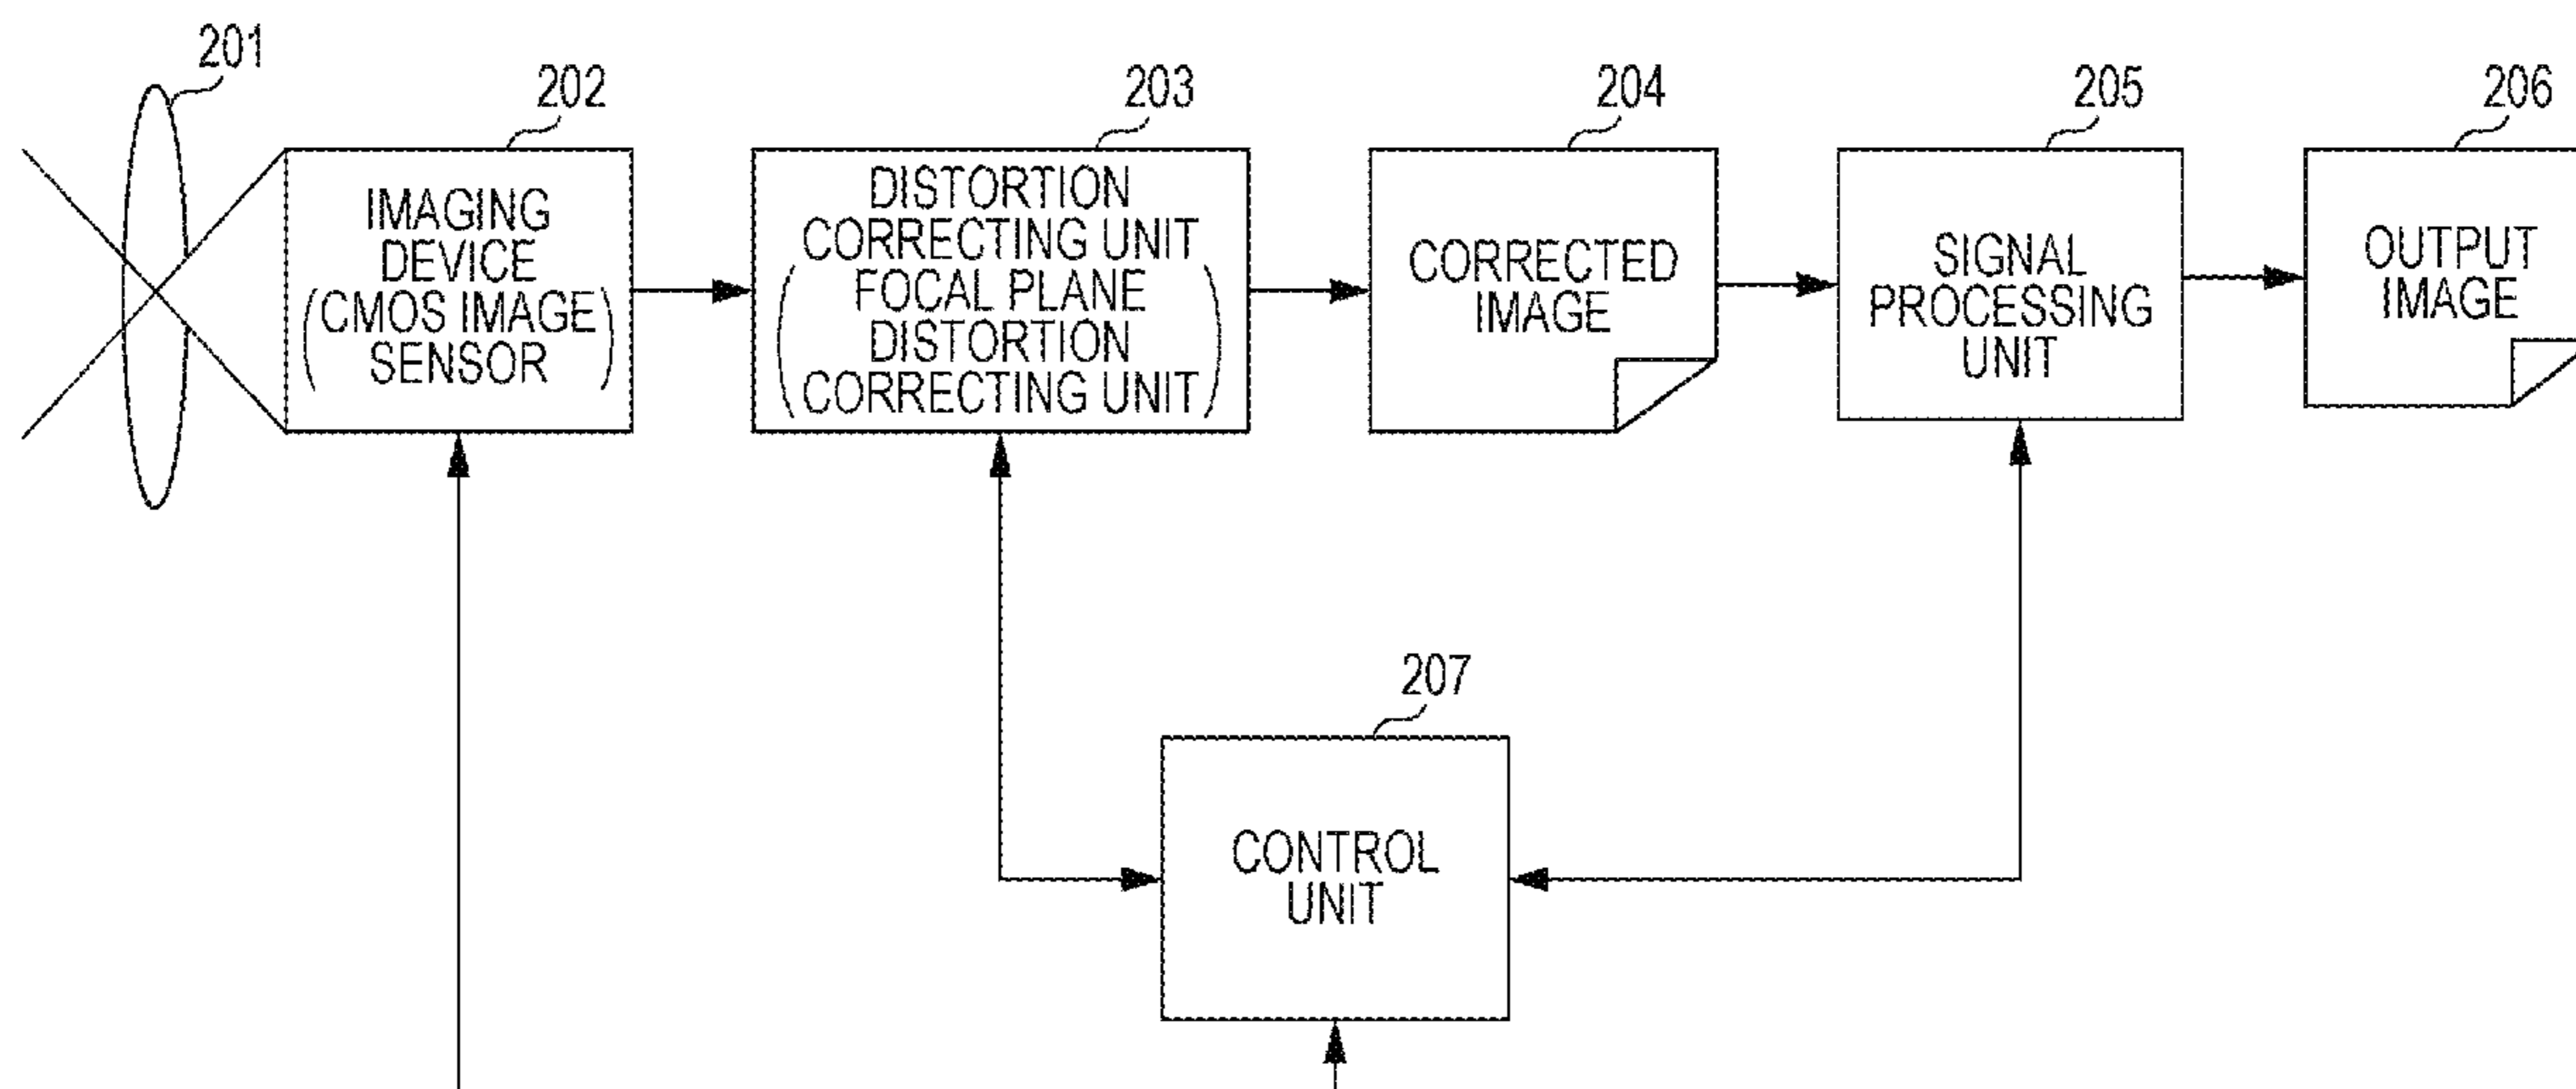 201
202
203
204
205
206
IMAGING
DEVICE
(CMOS IMAGE
SENSOR)
DISTORTION
CORRECTING UNIT
(FOCAL PLANE
DISTORTION
CORRECTING UNIT)
CORRECTED
IMAGE
SIGNAL
PROCESSING
UNIT
OUTPUT
IMAGE
207
CONTROL
UNIT